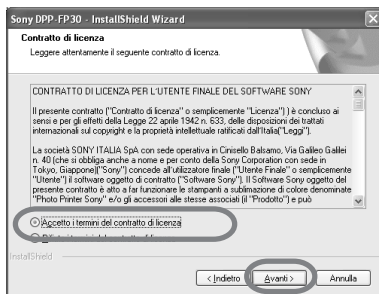 Sony DPP-FP30 - InstallShield Wizard
Contratto di licenza
Leggere attentamente il seguente contratto di licenza.
CONTRATTO DI LICENZA PER L'UTENTE FINALE DEL SOFTWARE SONY
Il presente contratto ("Contratto di licenza" o semplicemente "Licenza") ) è concluso ai
sensi e per gli effetti della Legge 22 aprile 1942 n. 633, delle disposizioni dei trattati
internazionali sul copyright e la proprietà intellettuale ratificati dall'Italia("Leggi").
La società SONY ITALIA SpA con sede operativa in Cinisello Balsamo, Via Galileo Galilei
n. 40 (che si obbliga anche a nome e per conto della Sony Corporation con sede in
Tokyo, Giappone)("Sony") concede all'utilizzatore finale ("Utente Finale" o semplicemente
"Utente") il software oggetto di contratto ("Software Sony"). Il Software Sony oggetto del
presente contratto è atto a far funzionare le stampanti a sublimazione di colore denominate
"Photo Printer Sony" e/o gli accessori alle stesse associati (il "Prodotto") e può
Accetto i termini del contratto di licenza
InstallShield
< Indietro
Avanti >
Annulla